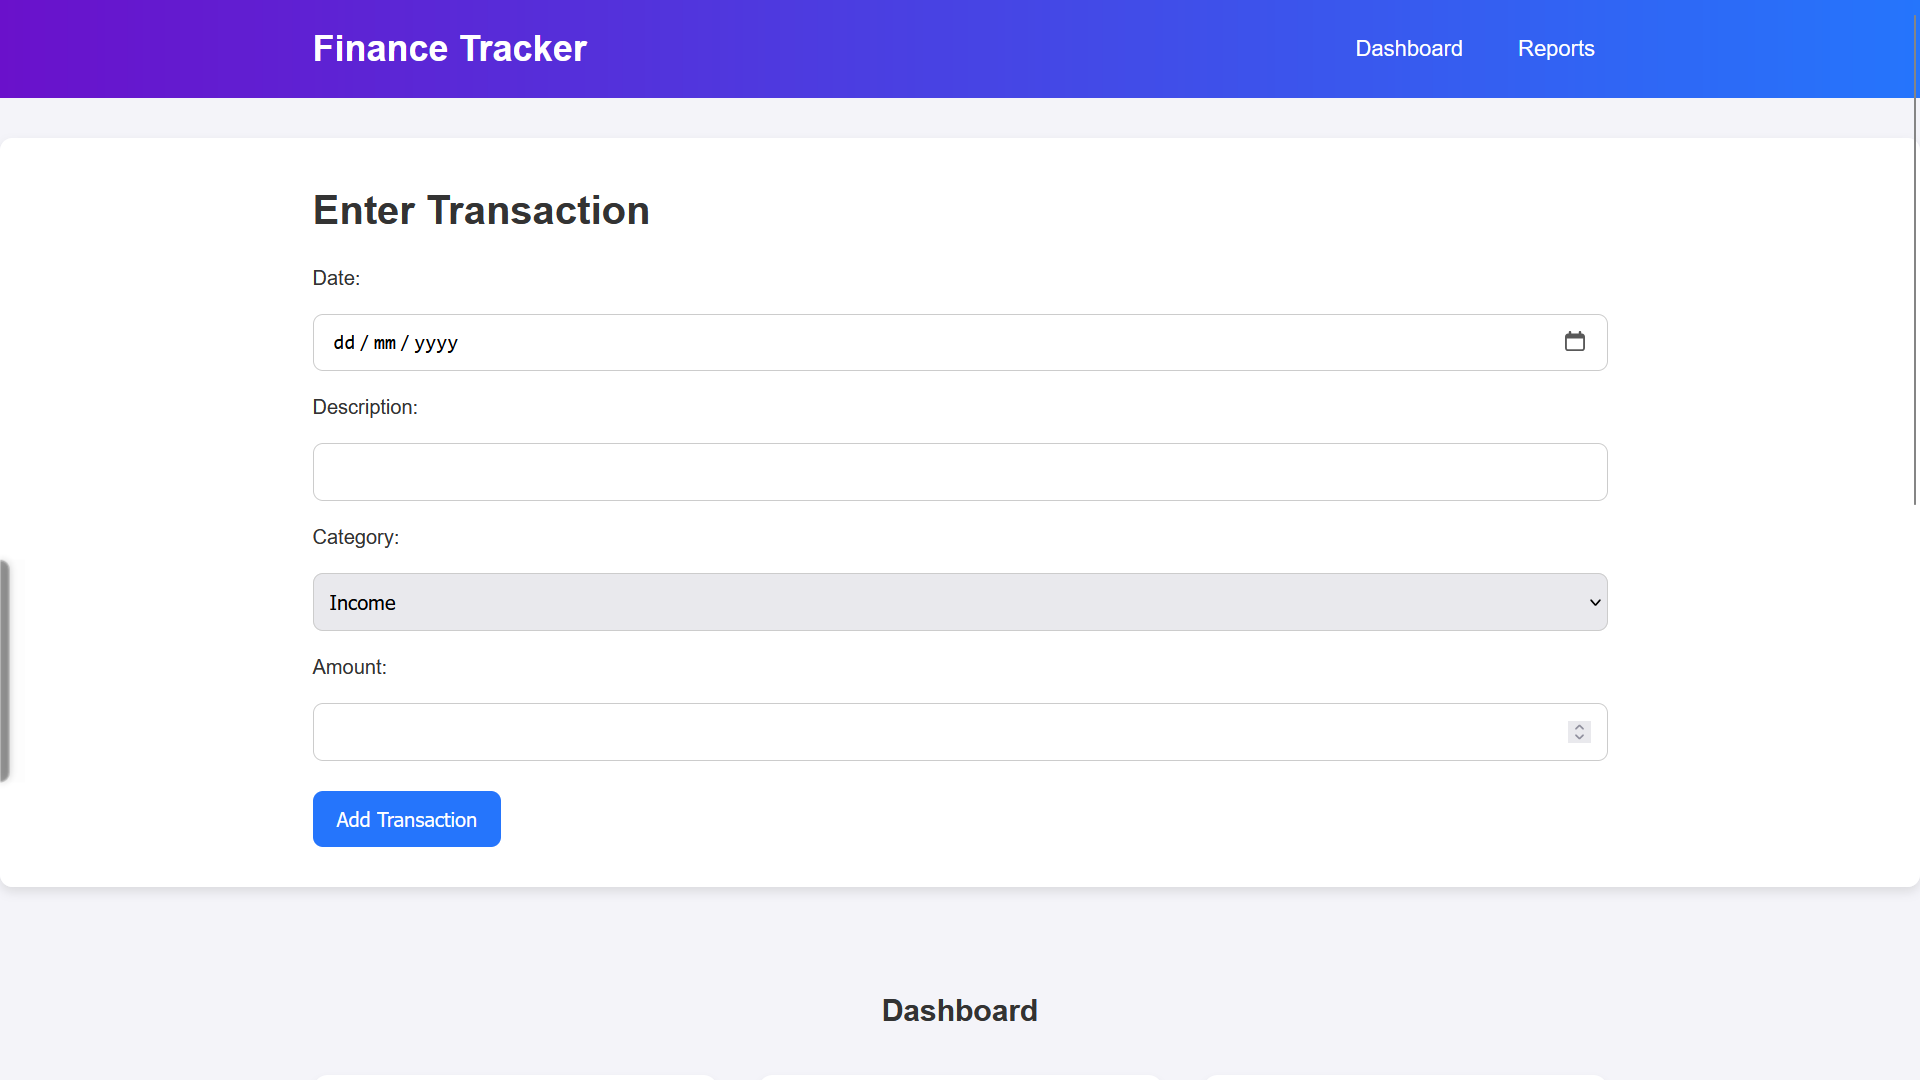 Finance Tracker
Dashboard
Reports
Enter Transaction
Date:
dd / mm / yyyy
Description:
Category:
Income
Amount:
Add Transaction
Dashboard